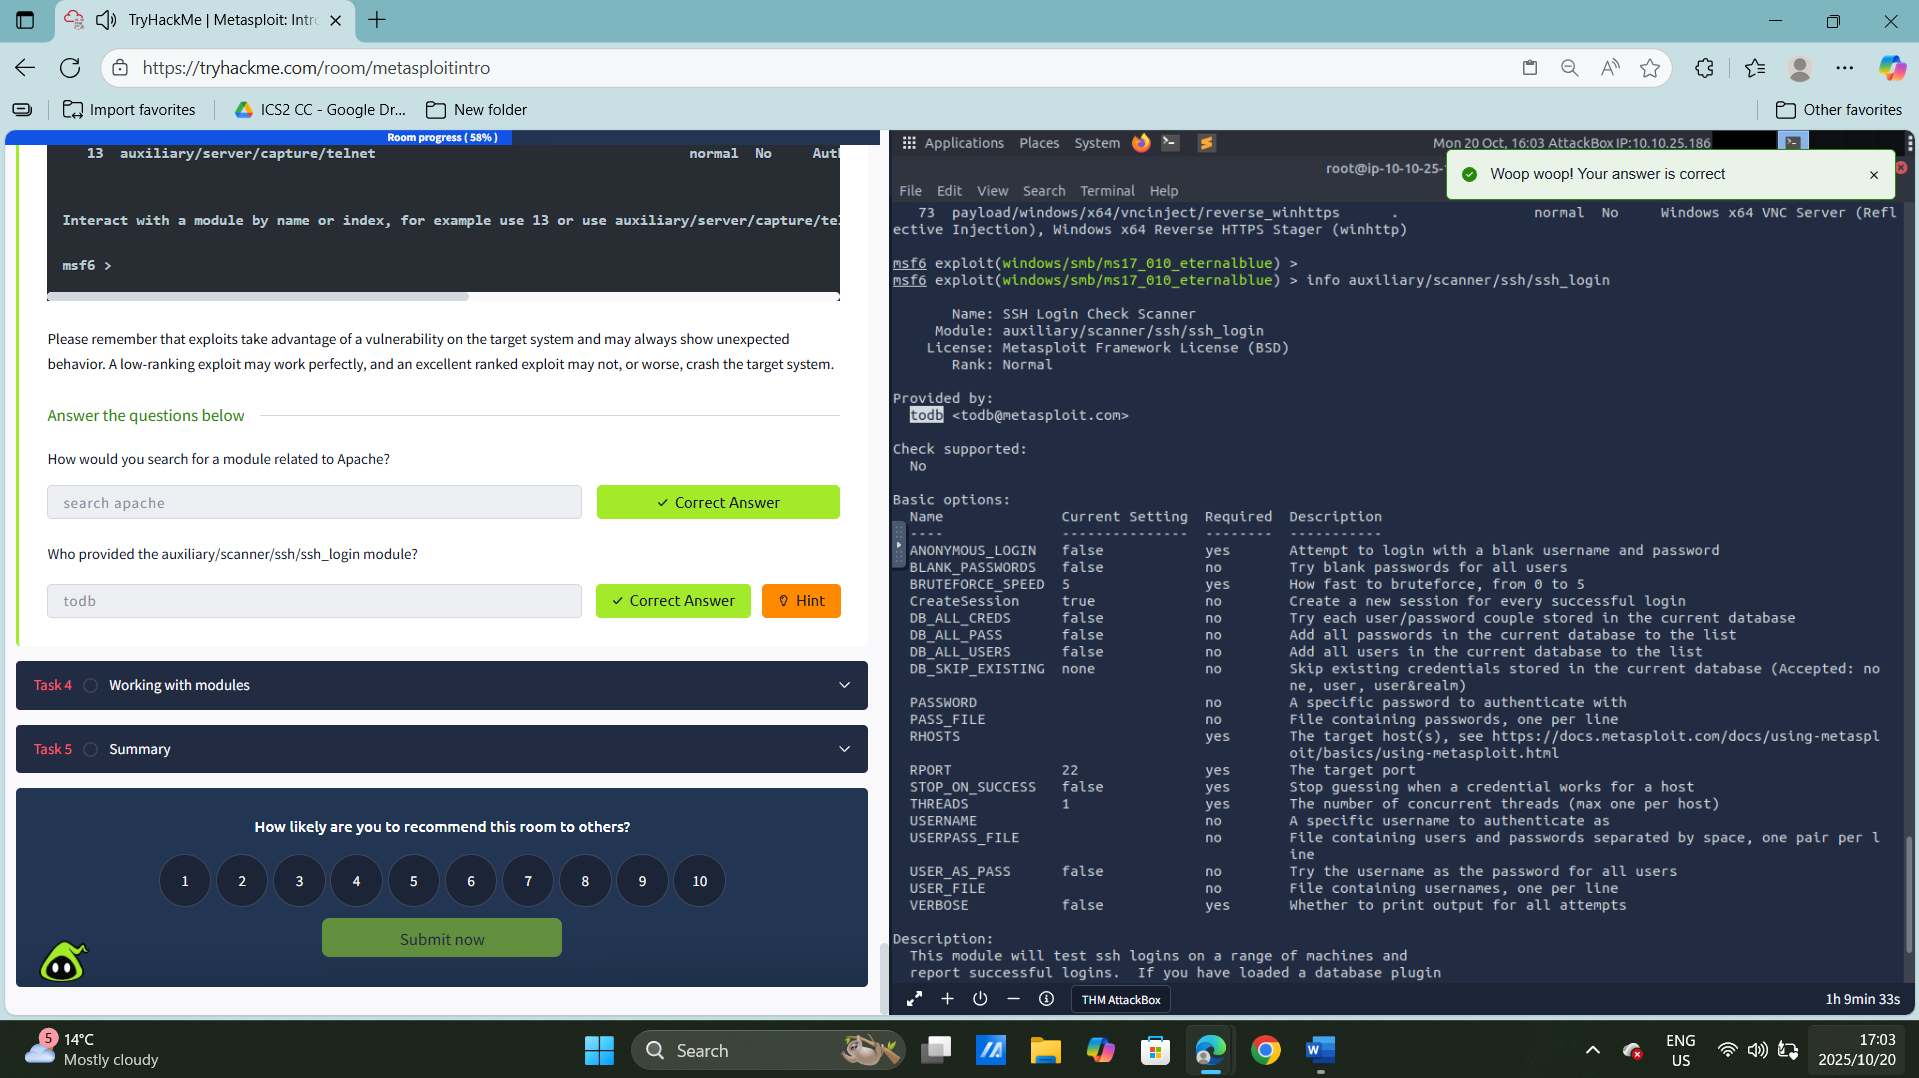 TryHackMe | Metasploit: Intro
https://tryhackme.com/room/metasploitintro
Import favorites
ICS2 CC - Google Dr...
New folder
Other favorites
Room progress ( 58% )
13 auxiliary/server/capture/telnet normal No Auth
Interact with a module by name or index, for example use 13 or use auxiliary/server/capture/tel
msf6 >
Please remember that exploits take advantage of a vulnerability on the target system and may always show unexpected
behavior. A low-ranking exploit may work perfectly, and an excellent ranked exploit may not, or worse, crash the target system.
Answer the questions below
How would you search for a module related to Apache?
search apache
Correct Answer
Who provided the auxiliary/scanner/ssh/ssh_login module?
todb
Correct Answer
Hint
Task 4 Working with modules
Task 5 Summary
How likely are you to recommend this room to others?
1 2 3 4 5 6 7 8 9 10
Submit now
Applications Places System Mon 20 Oct, 16:03 AttackBox IP:10.10.25.186
root@ip-10-10-25-1
Woop woop! Your answer is correct
File Edit View Search Terminal Help
73 payload/windows/x64/vncinject/reverse_winhttps . normal No Windows x64 VNC Server (Refl
ective Injection), Windows x64 Reverse HTTPS Stager (winhttp)
msf6 exploit(windows/smb/ms17_010_eternalblue) >
msf6 exploit(windows/smb/ms17_010_eternalblue) > info auxiliary/scanner/ssh/ssh_login
Name: SSH Login Check Scanner
Module: auxiliary/scanner/ssh/ssh_login
License: Metasploit Framework License (BSD)
Rank: Normal
Provided by:
todb <todb@metasploit.com>
Check supported:
No
Basic options:
Name Current Setting Required Description
---- --------------- -------- -----------
ANONYMOUS_LOGIN false yes Attempt to login with a blank username and password
BLANK_PASSWORDS false no Try blank passwords for all users
BRUTEFORCE_SPEED 5 yes How fast to bruteforce, from 0 to 5
CreateSession true no Create a new session for every successful login
DB_ALL_CREDS false no Try each user/password couple stored in the current database
DB_ALL_PASS false no Add all passwords in the current database to the list
DB_ALL_USERS false no Add all users in the current database to the list
DB_SKIP_EXISTING none no Skip existing credentials stored in the current database (Accepted: no
ne, user, user&realm)
PASSWORD no A specific password to authenticate with
PASS_FILE no File containing passwords, one per line
RHOSTS yes The target host(s), see https://docs.metasploit.com/docs/using-metaspl
oit/basics/using-metasploit.html
RPORT 22 yes The target port
STOP_ON_SUCCESS false yes Stop guessing when a credential works for a host
THREADS 1 yes The number of concurrent threads (max one per host)
USERNAME no A specific username to authenticate as
USERPASS_FILE no File containing users and passwords separated by space, one pair per l
ine
USER_AS_PASS false no Try the username as the password for all users
USER_FILE no File containing usernames, one per line
VERBOSE false yes Whether to print output for all attempts
Description:
This module will test ssh logins on a range of machines and
report successful logins. If you have loaded a database plugin
THM AttackBox
1h 9min 33s
5
14°C
Mostly cloudy
Search
ENG
US
17:03
2025/10/20